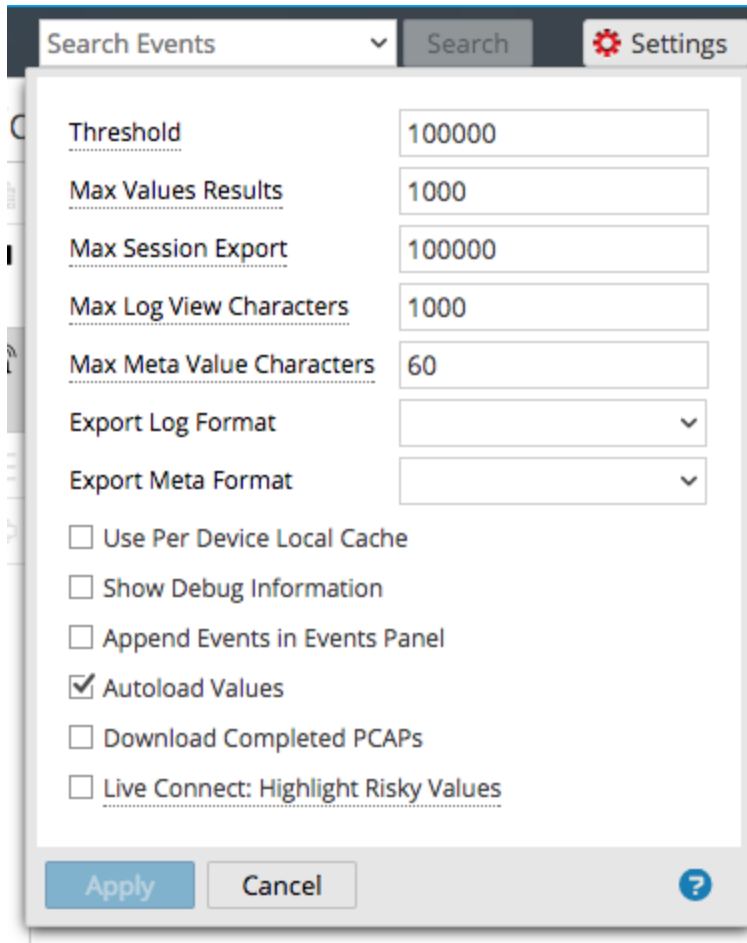 Search Events Search Settings
Threshold 100000
Max Values Results 1000
Max Session Export 100000
Max Log View Characters 1000
Max Meta Value Characters 60
Export Log Format
Export Meta Format
Use Per Device Local Cache
Show Debug Information
Append Events in Events Panel
Autoload Values
Download Completed PCAPs
Live Connect: Highlight Risky Values
Apply Cancel ?